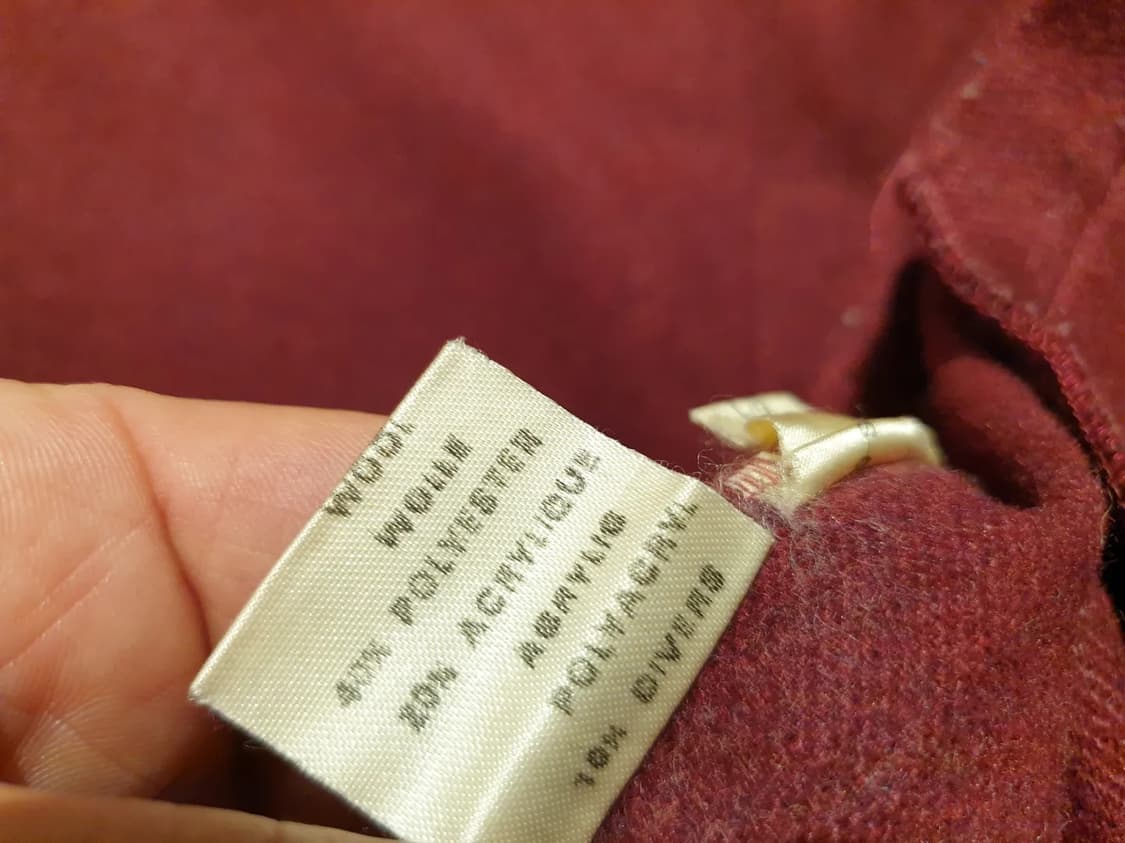 WOOL
WOLLE
40% POLYESTER
20% ACRYLIQUE
ACRYLIC
POLYACRYL
10% DIVERS